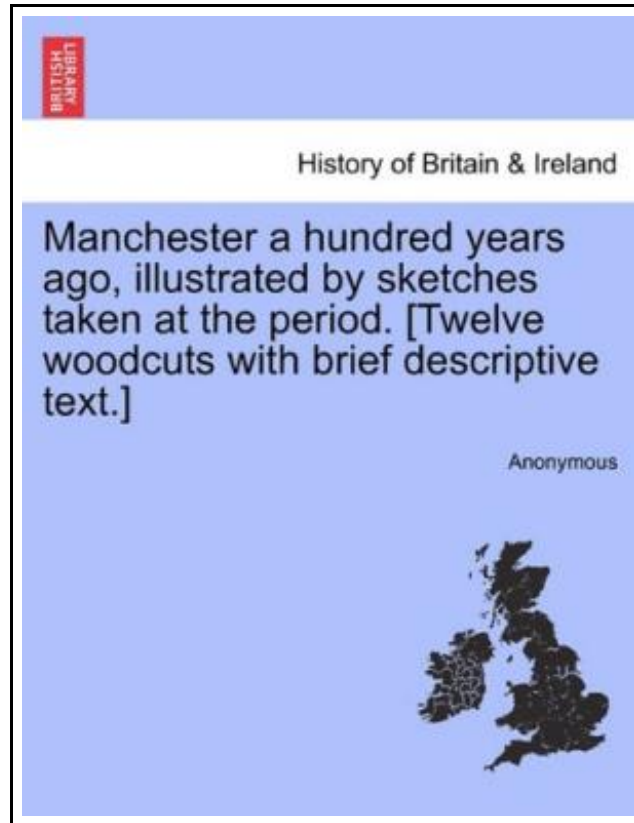 BRITISH
LIBRARY
History of Britain & Ireland
Manchester a hundred years
ago, illustrated by sketches
taken at the period. [Twelve
woodcuts with brief descriptive
text.]
Anonymous